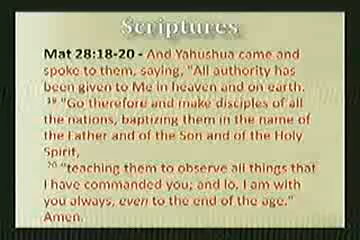 Scriptures
Mat 28:18-20 - And Yahushua came and
spoke to them, saying, "All authority has
been given to Me in heaven and on earth.
19 "Go therefore and make disciples of all
the nations, baptizing them in the name of
the Father and of the Son and of the Holy
Spirit,
20 "teaching them to observe all things that
I have commanded you; and lo, I am with
you always, even to the end of the age."
Amen.